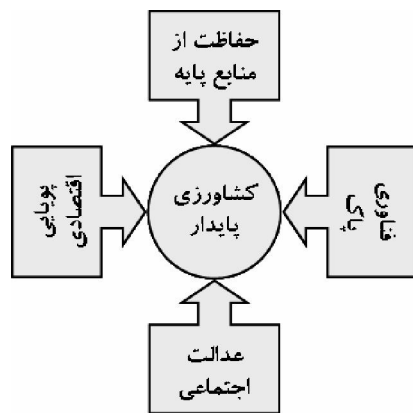 حفاظت از
منابع پایه
پویایی
اقتصادی
کشاورزی
پایدار
فناوری
پاک
عدالت
اجتماعی